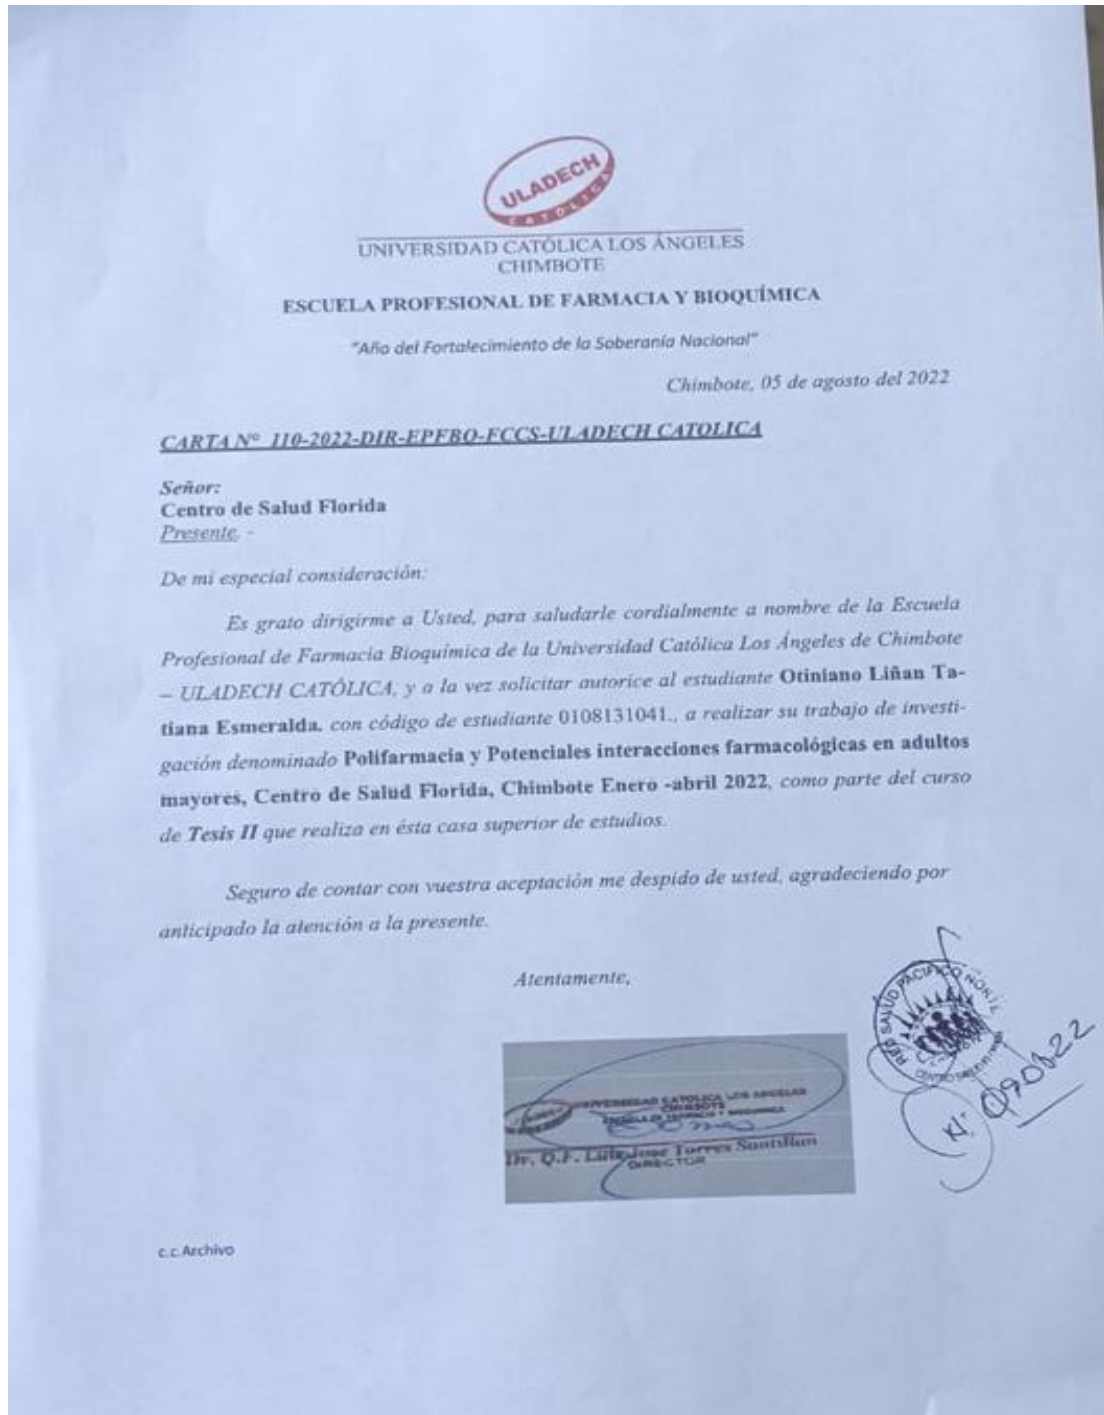 ULADECH
CATOLICA
UNIVERSIDAD CATÓLICA LOS ÁNGELES
CHIMBOTE
ESCUELA PROFESIONAL DE FARMACIA Y BIOQUÍMICA
"Año del Fortalecimiento de la Soberanía Nacional"
Chimbote, 05 de agosto del 2022
CARTA N° 110-2022-DIR-EPFBO-FCCS-ULADECH CATOLICA
Señor:
Centro de Salud Florida
Presente. -
De mi especial consideración:
Es grato dirigirme a Usted, para saludarle cordialmente a nombre de la Escuela
Profesional de Farmacia Bioquímica de la Universidad Católica Los Ángeles de Chimbote
– ULADECH CATÓLICA, y a la vez solicitar autorice al estudiante Otiniano Liñan Ta-
tiana Esmeralda. con código de estudiante 0108131041., a realizar su trabajo de investi-
gación denominado Polifarmacia y Potenciales interacciones farmacológicas en adultos
mayores, Centro de Salud Florida, Chimbote Enero -abril 2022, como parte del curso
de Tesis II que realiza en ésta casa superior de estudios.
Seguro de contar con vuestra aceptación me despido de usted, agradeciendo por
anticipado la atención a la presente.
Atentamente,
RED SALUD PACIFICO NORTE
UNIVERSIDAD CATOLICA LOS ANGELES
CHIMBOTE
ESCUELA DE FARMACIA Y BIOQUIMICA
Dr. Q.F. Luis Jose Torres Santillan
DIRECTOR
c.c.Archivo